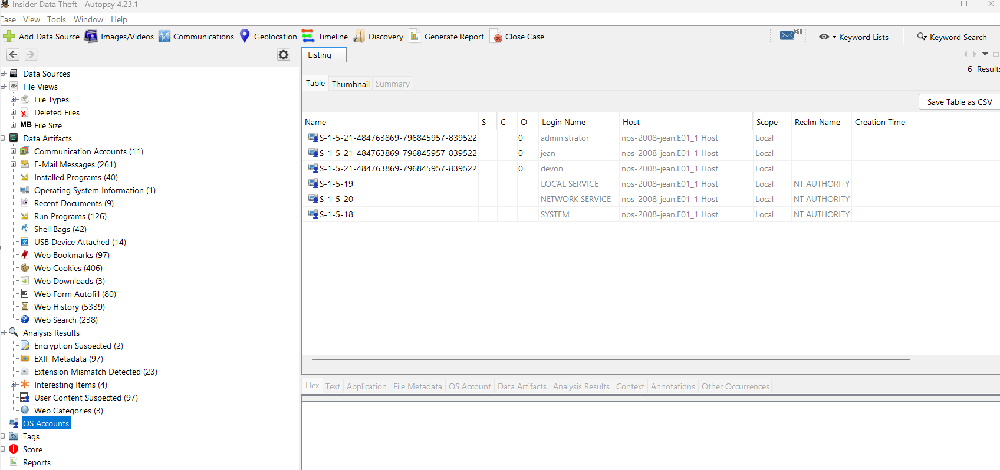 Insider Data Theft - Autopsy 4.23.1
Case View Tools Window Help
Add Data Source Images/Videos Communications Geolocation Timeline Discovery Generate Report Close Case 21 Keyword Lists Keyword Search
Listing
6 Results
Table Thumbnail Summary
Save Table as CSV
Name S C O Login Name Host Scope Realm Name Creation Time
S-1-5-21-484763869-796845957-839522 0 administrator nps-2008-jean.E01_1 Host Local
S-1-5-21-484763869-796845957-839522 0 jean nps-2008-jean.E01_1 Host Local
S-1-5-21-484763869-796845957-839522 0 devon nps-2008-jean.E01_1 Host Local
S-1-5-19 LOCAL SERVICE nps-2008-jean.E01_1 Host Local NT AUTHORITY
S-1-5-20 NETWORK SERVICE nps-2008-jean.E01_1 Host Local NT AUTHORITY
S-1-5-18 SYSTEM nps-2008-jean.E01_1 Host Local NT AUTHORITY
Hex Text Application File Metadata OS Account Data Artifacts Analysis Results Context Annotations Other Occurrences
Data Sources
File Views
File Types
Deleted Files
MB File Size
Data Artifacts
Communication Accounts (11)
E-Mail Messages (261)
Installed Programs (40)
Operating System Information (1)
Recent Documents (9)
Run Programs (126)
Shell Bags (42)
USB Device Attached (14)
Web Bookmarks (97)
Web Cookies (406)
Web Downloads (3)
Web Form Autofill (80)
Web History (5339)
Web Search (238)
Analysis Results
Encryption Suspected (2)
EXIF Metadata (97)
Extension Mismatch Detected (23)
Interesting Items (4)
User Content Suspected (97)
Web Categories (3)
OS Accounts
Tags
Score
Reports